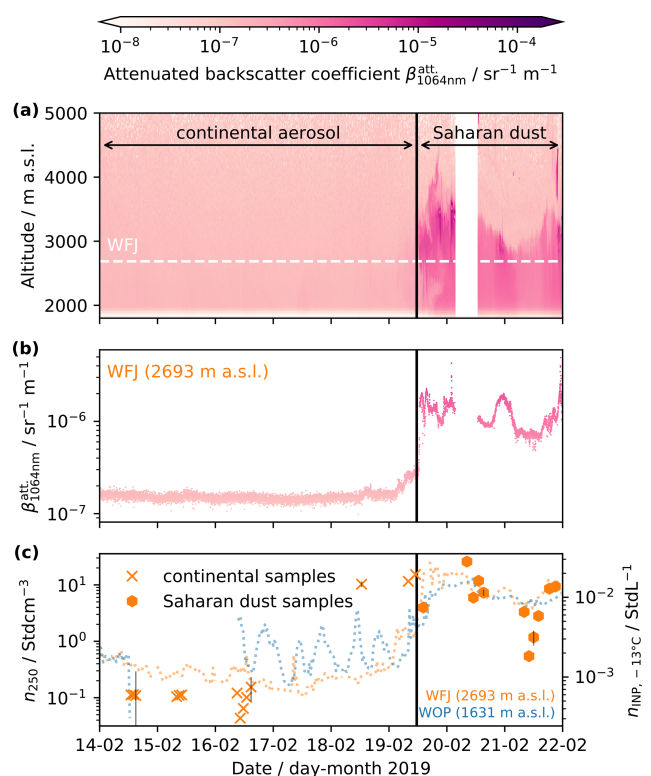 10⁻⁸ 10⁻⁷ 10⁻⁶ 10⁻⁵ 10⁻⁴
Attenuated backscatter coefficient β^att._1064nm / sr⁻¹ m⁻¹
(a)
5000
4000
3000
2000
Altitude / m a.s.l.
continental aerosol
Saharan dust
WFJ
(b)
WFJ (2693 m a.s.l.)
10⁻⁶
10⁻⁷
β^att._1064nm / sr⁻¹ m⁻¹
(c)
continental samples
Saharan dust samples
10¹
10⁰
10⁻¹
n₂₅₀ / Stdcm⁻³
10⁻²
10⁻³
n_INP, −13°C / StdL⁻¹
WFJ (2693 m a.s.l.)
WOP (1631 m a.s.l.)
14-02 15-02 16-02 17-02 18-02 19-02 20-02 21-02 22-02
Date / day-month 2019